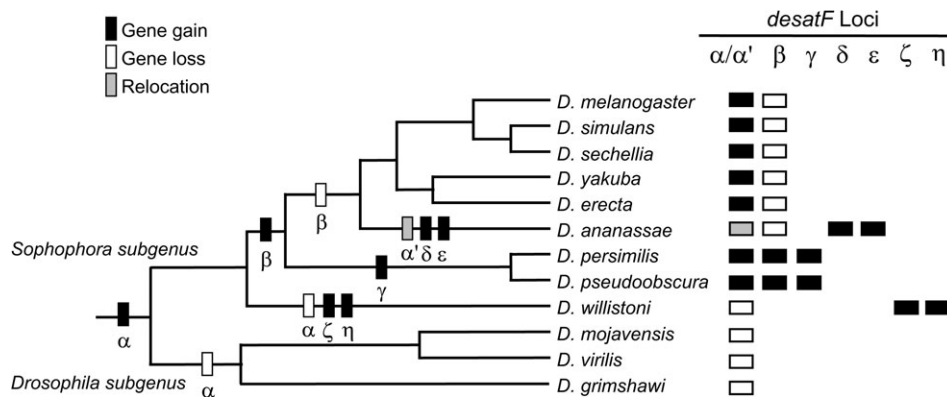 desatF Loci
Gene gain
Gene loss
Relocation
α/α' β γ δ ε ζ η
D. melanogaster
D. simulans
D. sechellia
D. yakuba
β
D. erecta
D. ananassae
β
α' δ ε
Sophophora subgenus
D. persimilis
γ
D. pseudoobscura
D. willistoni
α ζ η
α
D. mojavensis
D. virilis
Drosophila subgenus
α
D. grimshawi